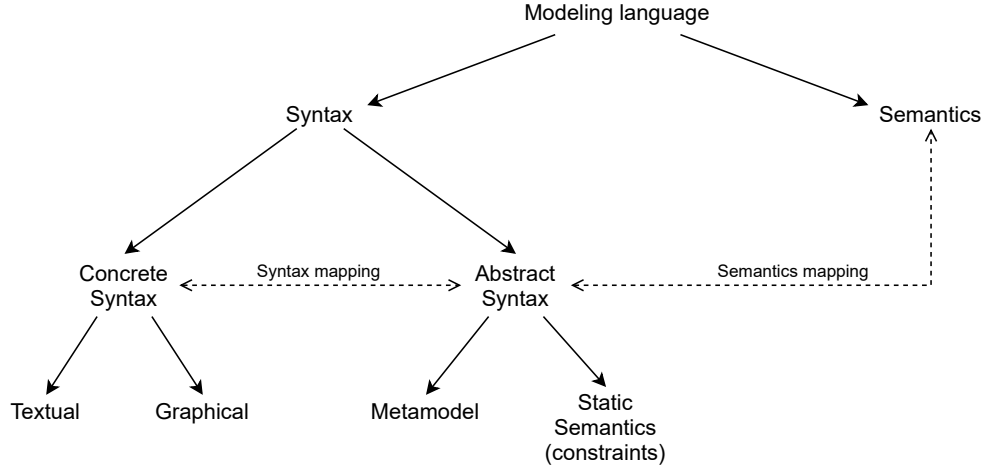 Modeling language
Syntax
Semantics
Concrete
Syntax
Syntax mapping
Abstract
Syntax
Semantics mapping
Textual
Graphical
Metamodel
Static
Semantics
(constraints)